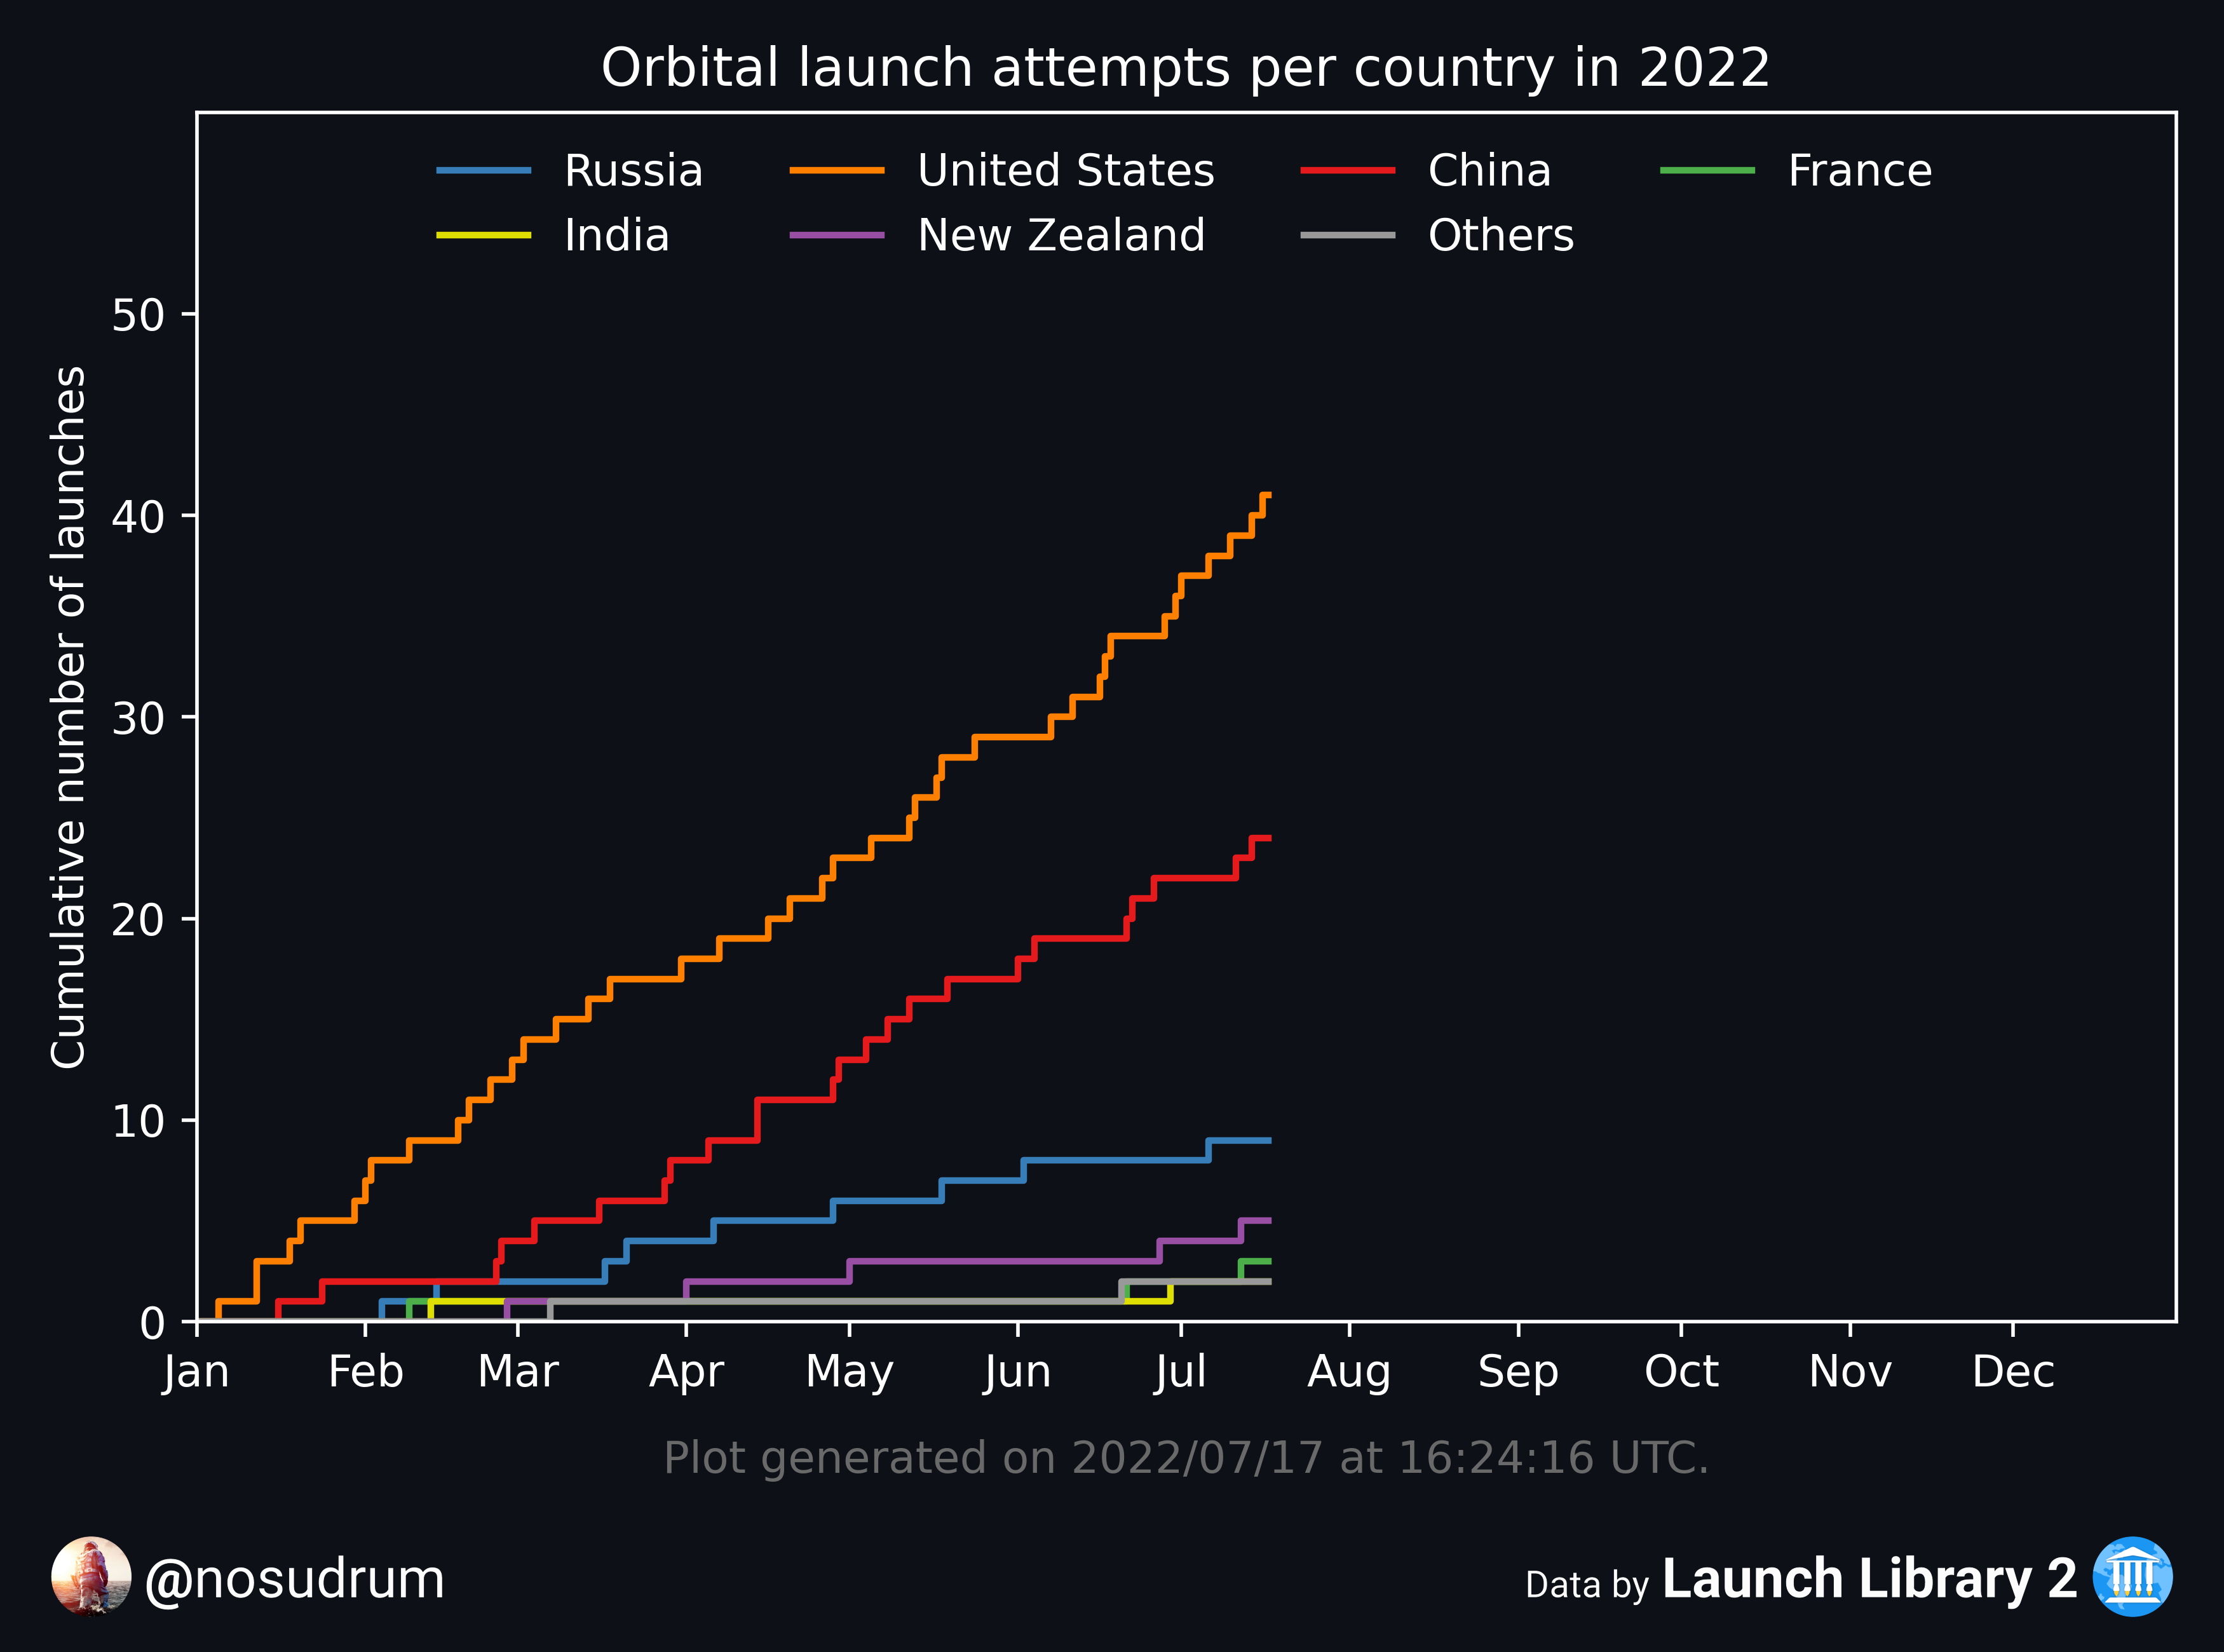 Orbital launch attempts per country in 2022
Russia United States China France
India New Zealand Others
Cumulative number of launches
50
40
30
20
10
0
Jan Feb Mar Apr May Jun Jul Aug Sep Oct Nov Dec
Plot generated on 2022/07/17 at 16:24:16 UTC.
@nosudrum
Data by Launch Library 2